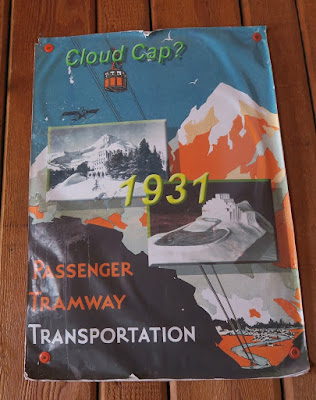 Cloud Cap?
1931
PASSENGER
TRAMWAY
TRANSPORTATION